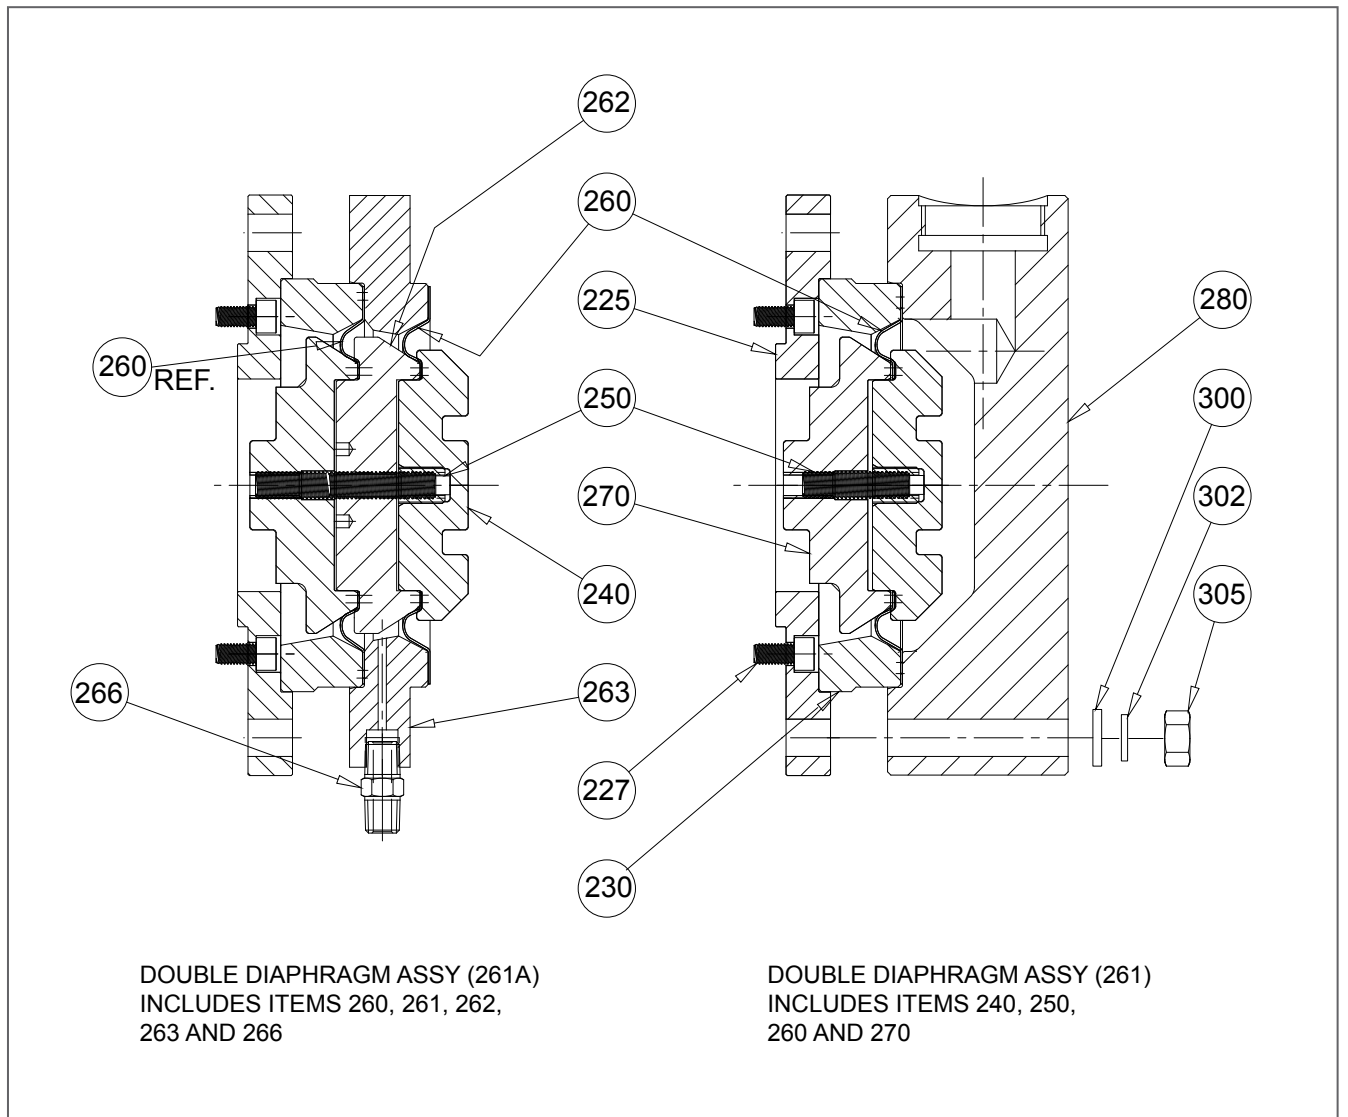 262
260
225
280
260
REF.
250
300
270
302
240
305
266
263
227
230
DOUBLE DIAPHRAGM ASSY (261A)
INCLUDES ITEMS 260, 261, 262,
263 AND 266
DOUBLE DIAPHRAGM ASSY (261)
INCLUDES ITEMS 240, 250,
260 AND 270